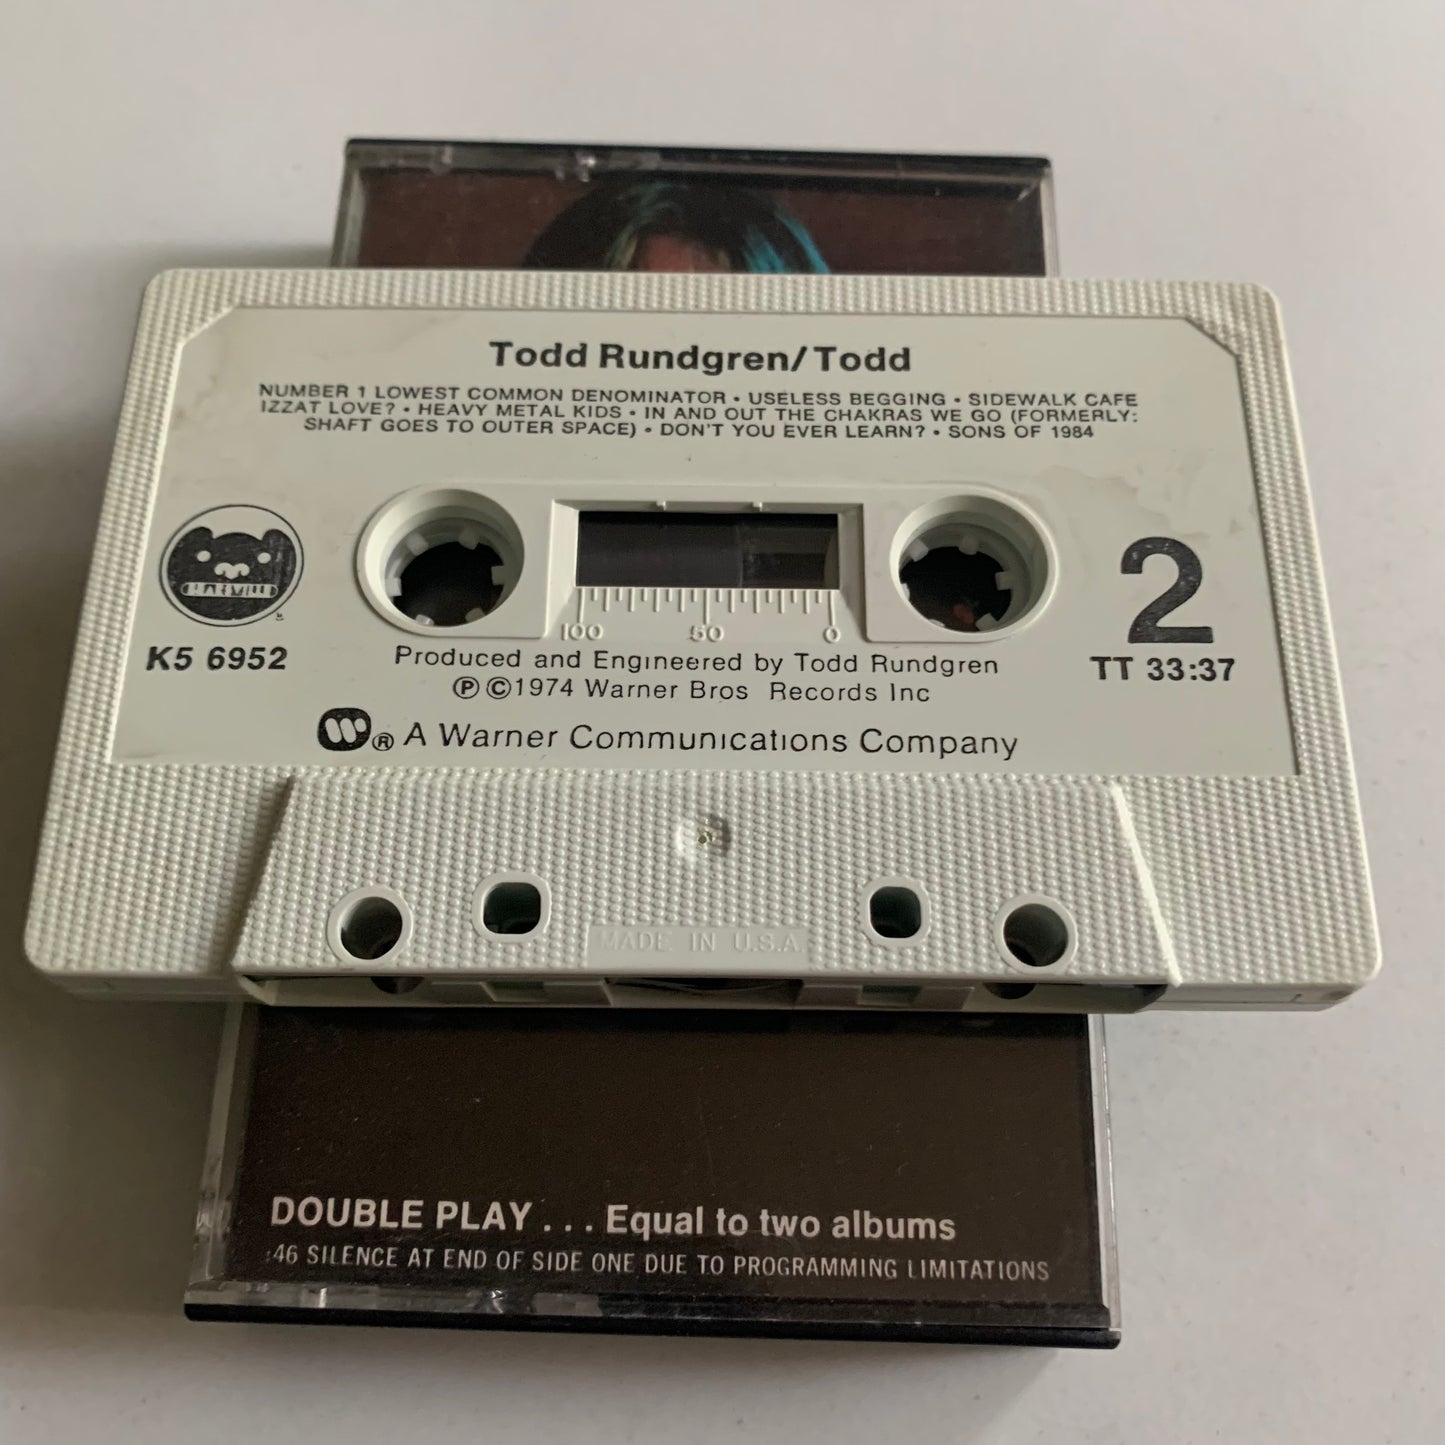 Todd Rundgren/Todd
NUMBER 1 LOWEST COMMON DENOMINATOR • USELESS BEGGING • SIDEWALK CAFE
IZZAT LOVE? • HEAVY METAL KIDS • IN AND OUT THE CHAKRAS WE GO (FORMERLY:
SHAFT GOES TO OUTER SPACE) • DON'T YOU EVER LEARN? • SONS OF 1984
2
100 50 0
K5 6952
TT 33:37
Produced and Engineered by Todd Rundgren
Ⓟ©1974 Warner Bros Records Inc
® A Warner Communications Company
MADE IN U.S.A.
DOUBLE PLAY . . . Equal to two albums
:46 SILENCE AT END OF SIDE ONE DUE TO PROGRAMMING LIMITATIONS